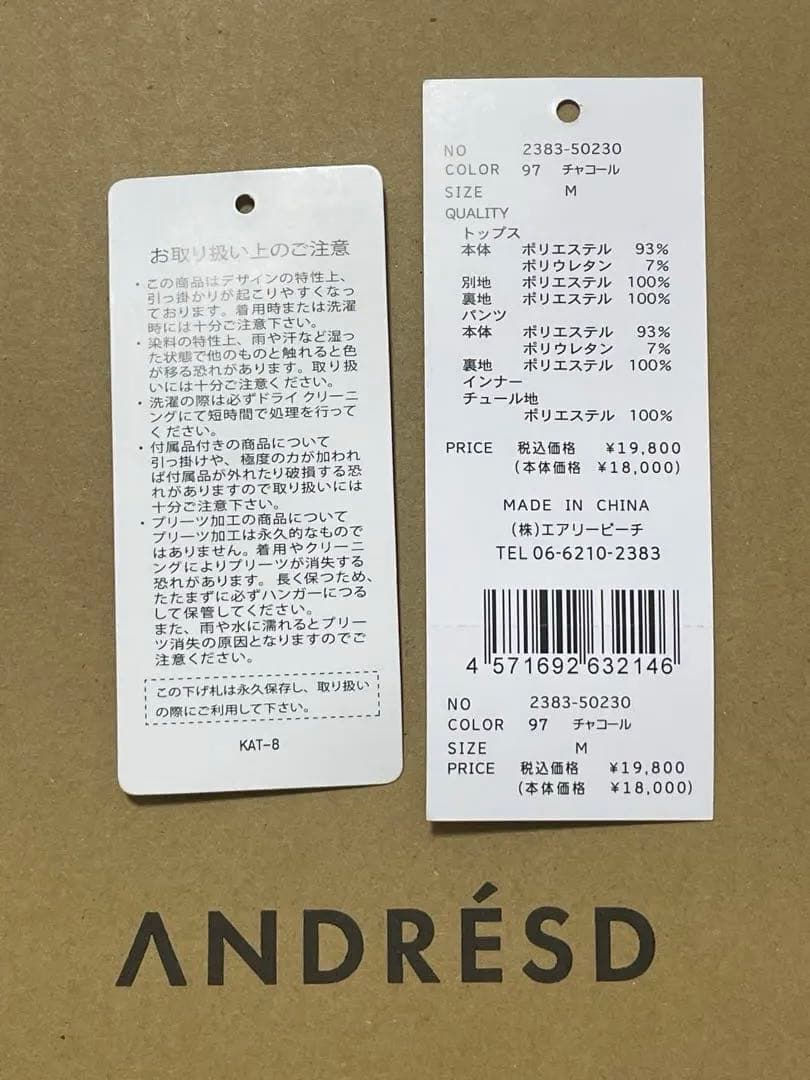 お取り扱い上のご注意
・この商品はデザインの特性上、
引っ掛かりが起こりやすくなっ
ております。着用時または洗濯
時には十分ご注意下さい。
・染料の特性上、雨や汗など湿っ
た状態で他のものと触れると色
が移る恐れがあります。取り扱
いには十分ご注意ください。
・洗濯の際は必ずドライクリーニ
ングにて短時間で処理を行って
ください。
・付属品付きの商品について
引っ掛けや、極度の力が加われ
ば付属品が外れたり破損する恐
れがありますので取り扱いには
十分ご注意下さい。
・プリーツ加工の商品について
プリーツ加工は永久的なもので
はありません。着用やクリーニ
ングによりプリーツが消失する
恐れがあります。長く保つため、
たたまずに必ずハンガーにつる
して保管してください。
また、雨や水に濡れるとプリー
ツ消失の原因となりますのでご
注意ください。
この下げ札は永久保存し、取り扱い
の際にご利用して下さい。
KAT-8
NO 2383-50230
COLOR 97 チャコール
SIZE M
QUALITY
トップス
本体 ポリエステル 93%
ポリウレタン 7%
別地 ポリエステル 100%
裏地 ポリエステル 100%
パンツ
本体 ポリエステル 93%
ポリウレタン 7%
裏地 ポリエステル 100%
インナー
チュール地
ポリエステル 100%
PRICE 税込価格 ¥19,800
(本体価格 ¥18,000)
MADE IN CHINA
(株)エアリーピーチ
TEL 06-6210-2383
4 571692 632146
NO 2383-50230
COLOR 97 チャコール
SIZE M
PRICE 税込価格 ¥19,800
(本体価格 ¥18,000)
ANDRÉSD